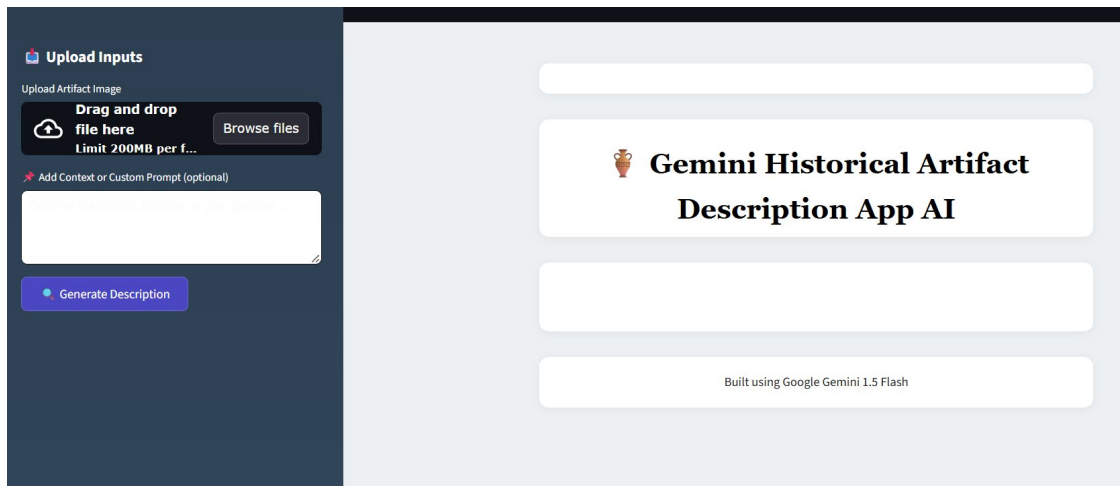 Upload Inputs
Upload Artifact Image
Drag and drop
file here
Limit 200MB per f...
Browse files
Add Context or Custom Prompt (optional)
Generate Description
Gemini Historical Artifact
Description App AI
Built using Google Gemini 1.5 Flash